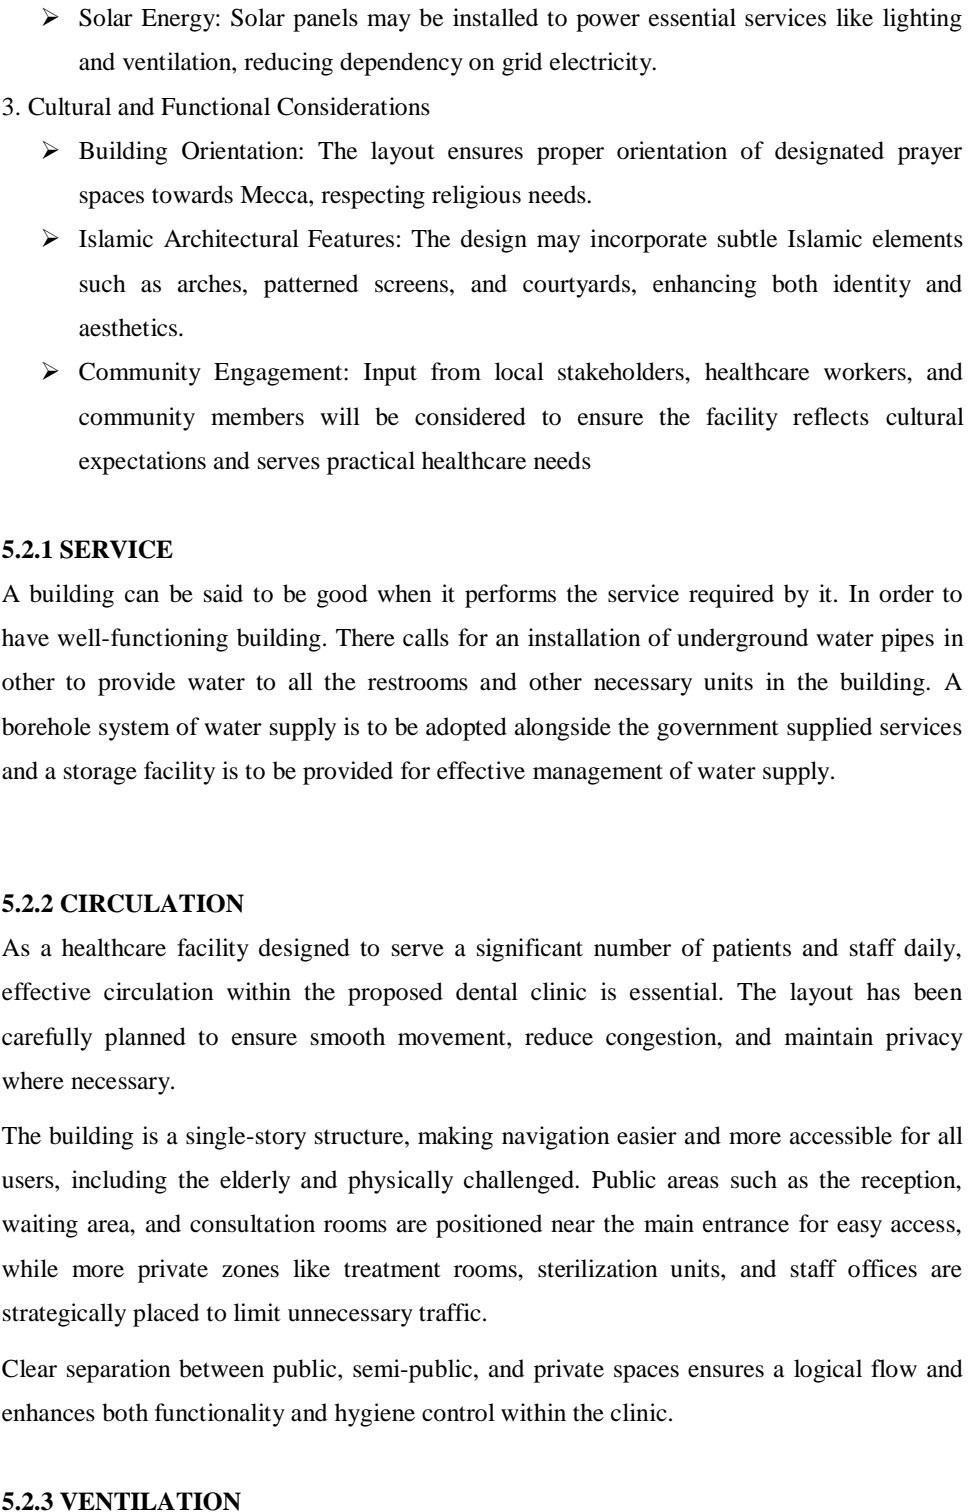 ➢ Solar Energy: Solar panels may be installed to power essential services like lighting
and ventilation, reducing dependency on grid electricity.
3. Cultural and Functional Considerations
➢ Building Orientation: The layout ensures proper orientation of designated prayer
spaces towards Mecca, respecting religious needs.
➢ Islamic Architectural Features: The design may incorporate subtle Islamic elements
such as arches, patterned screens, and courtyards, enhancing both identity and
aesthetics.
➢ Community Engagement: Input from local stakeholders, healthcare workers, and
community members will be considered to ensure the facility reflects cultural
expectations and serves practical healthcare needs
5.2.1 SERVICE
A building can be said to be good when it performs the service required by it. In order to
have well-functioning building. There calls for an installation of underground water pipes in
other to provide water to all the restrooms and other necessary units in the building. A
borehole system of water supply is to be adopted alongside the government supplied services
and a storage facility is to be provided for effective management of water supply.
5.2.2 CIRCULATION
As a healthcare facility designed to serve a significant number of patients and staff daily,
effective circulation within the proposed dental clinic is essential. The layout has been
carefully planned to ensure smooth movement, reduce congestion, and maintain privacy
where necessary.
The building is a single-story structure, making navigation easier and more accessible for all
users, including the elderly and physically challenged. Public areas such as the reception,
waiting area, and consultation rooms are positioned near the main entrance for easy access,
while more private zones like treatment rooms, sterilization units, and staff offices are
strategically placed to limit unnecessary traffic.
Clear separation between public, semi-public, and private spaces ensures a logical flow and
enhances both functionality and hygiene control within the clinic.
5.2.3 VENTILATION